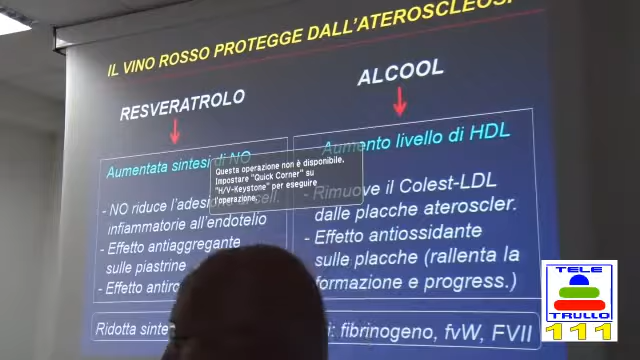 IL VINO ROSSO PROTEGGE DALL'ATEROSCLEOSI
RESVERATROLO
ALCOOL
Aumentata sintesi di NO
- NO riduce l'adesi
infiammatorie all'endotelio
- Effetto antiaggregante
sulle piastrine
- Effetto antiro
Aumento livello di HDL
- Rimuove il Colest-LDL
dalle placche ateroscler.
- Effetto antiossidante
sulle placche (rallenta la
formazione e progress.)
Questa operazione non è disponibile.
Impostare "Quick Corner" su
"H/V-Keystone" per eseguire
l'operazione.
Ridotta sinte
i: fibrinogeno, fvW, FVII
TELE
TRULLO
111